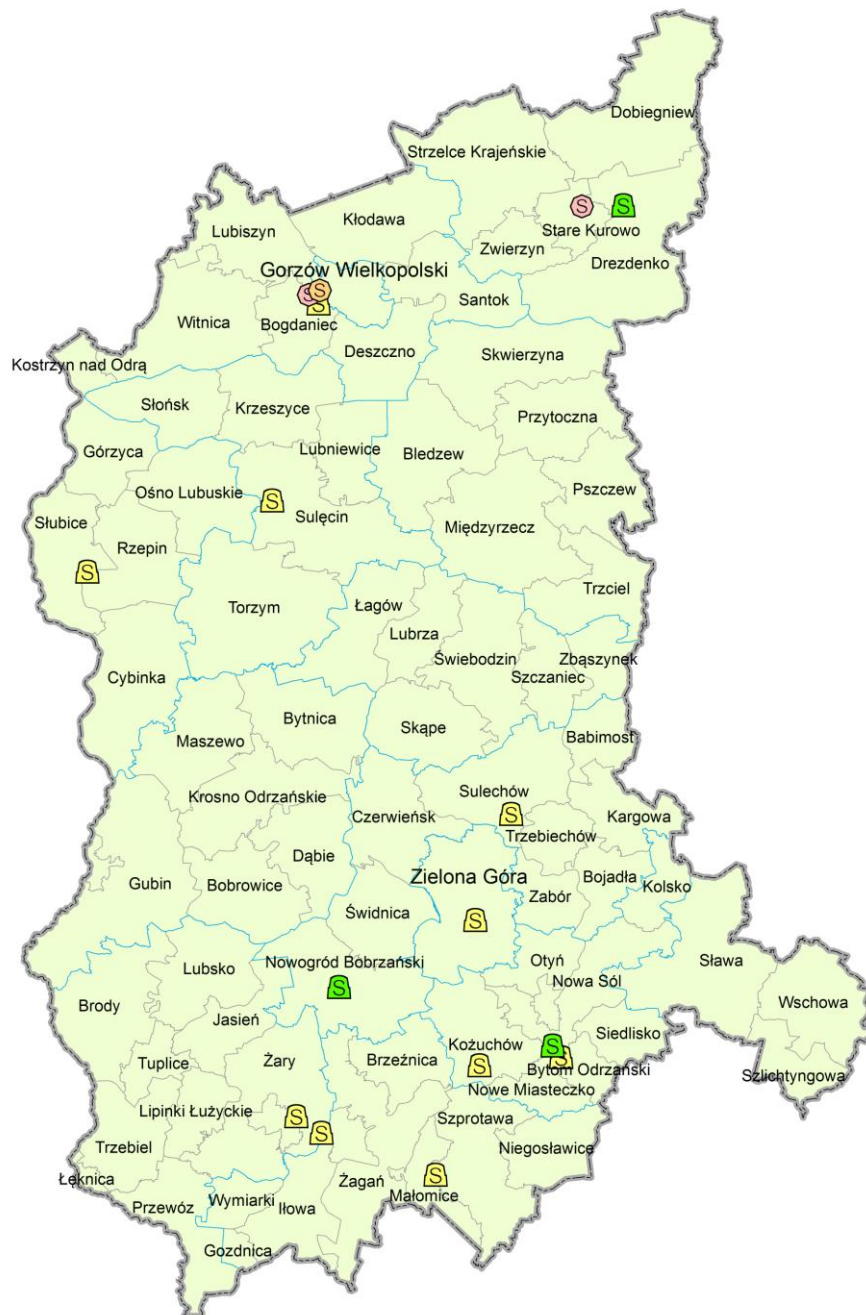 Dobiegniew
Strzelce Krajeńskie
S
S
Stare Kurowo
Kłodawa
Lubiszyn
Zwierzyn
Drezdenko
Gorzów Wielkopolski
S
S
S
Santok
Witnica
Bogdaniec
Deszczno
Skwierzyna
Kostrzyn nad Odrą
Słońsk
Krzeszyce
Przytoczna
Lubniewice
Bledzew
Górzyca
Ośno Lubuskie
S
Sulęcin
Pszczew
Słubice
Rzepin
Międzyrzecz
S
Trzciel
Torzym
Łagów
Lubrza
Świebodzin
Zbąszynek
Szczaniec
Cybinka
Bytnica
Skąpe
Maszewo
Babimost
Sulechów
Krosno Odrzańskie
Czerwieńsk
S
Kargowa
Trzebiechów
Dąbie
Zielona Góra
Bojadła
Kolsko
Gubin
Bobrowice
Zabór
Świdnica
S
Nowogród Bobrzański
S
Lubsko
Otyń
Nowa Sól
Sława
Wschowa
Brody
Jasień
Siedlisko
Żary
Brzeźnica
Kożuchów
S
S
S
Bytom Odrzański
Tuplice
Nowe Miasteczko
Szlichtyngowa
Lipinki Łużyckie
S
S
Szprotawa
Trzebiel
Niegosławice
Łęknica
Żagań
S
Małomice
Przewóz
Wymiarki
Iłowa
Gozdnica